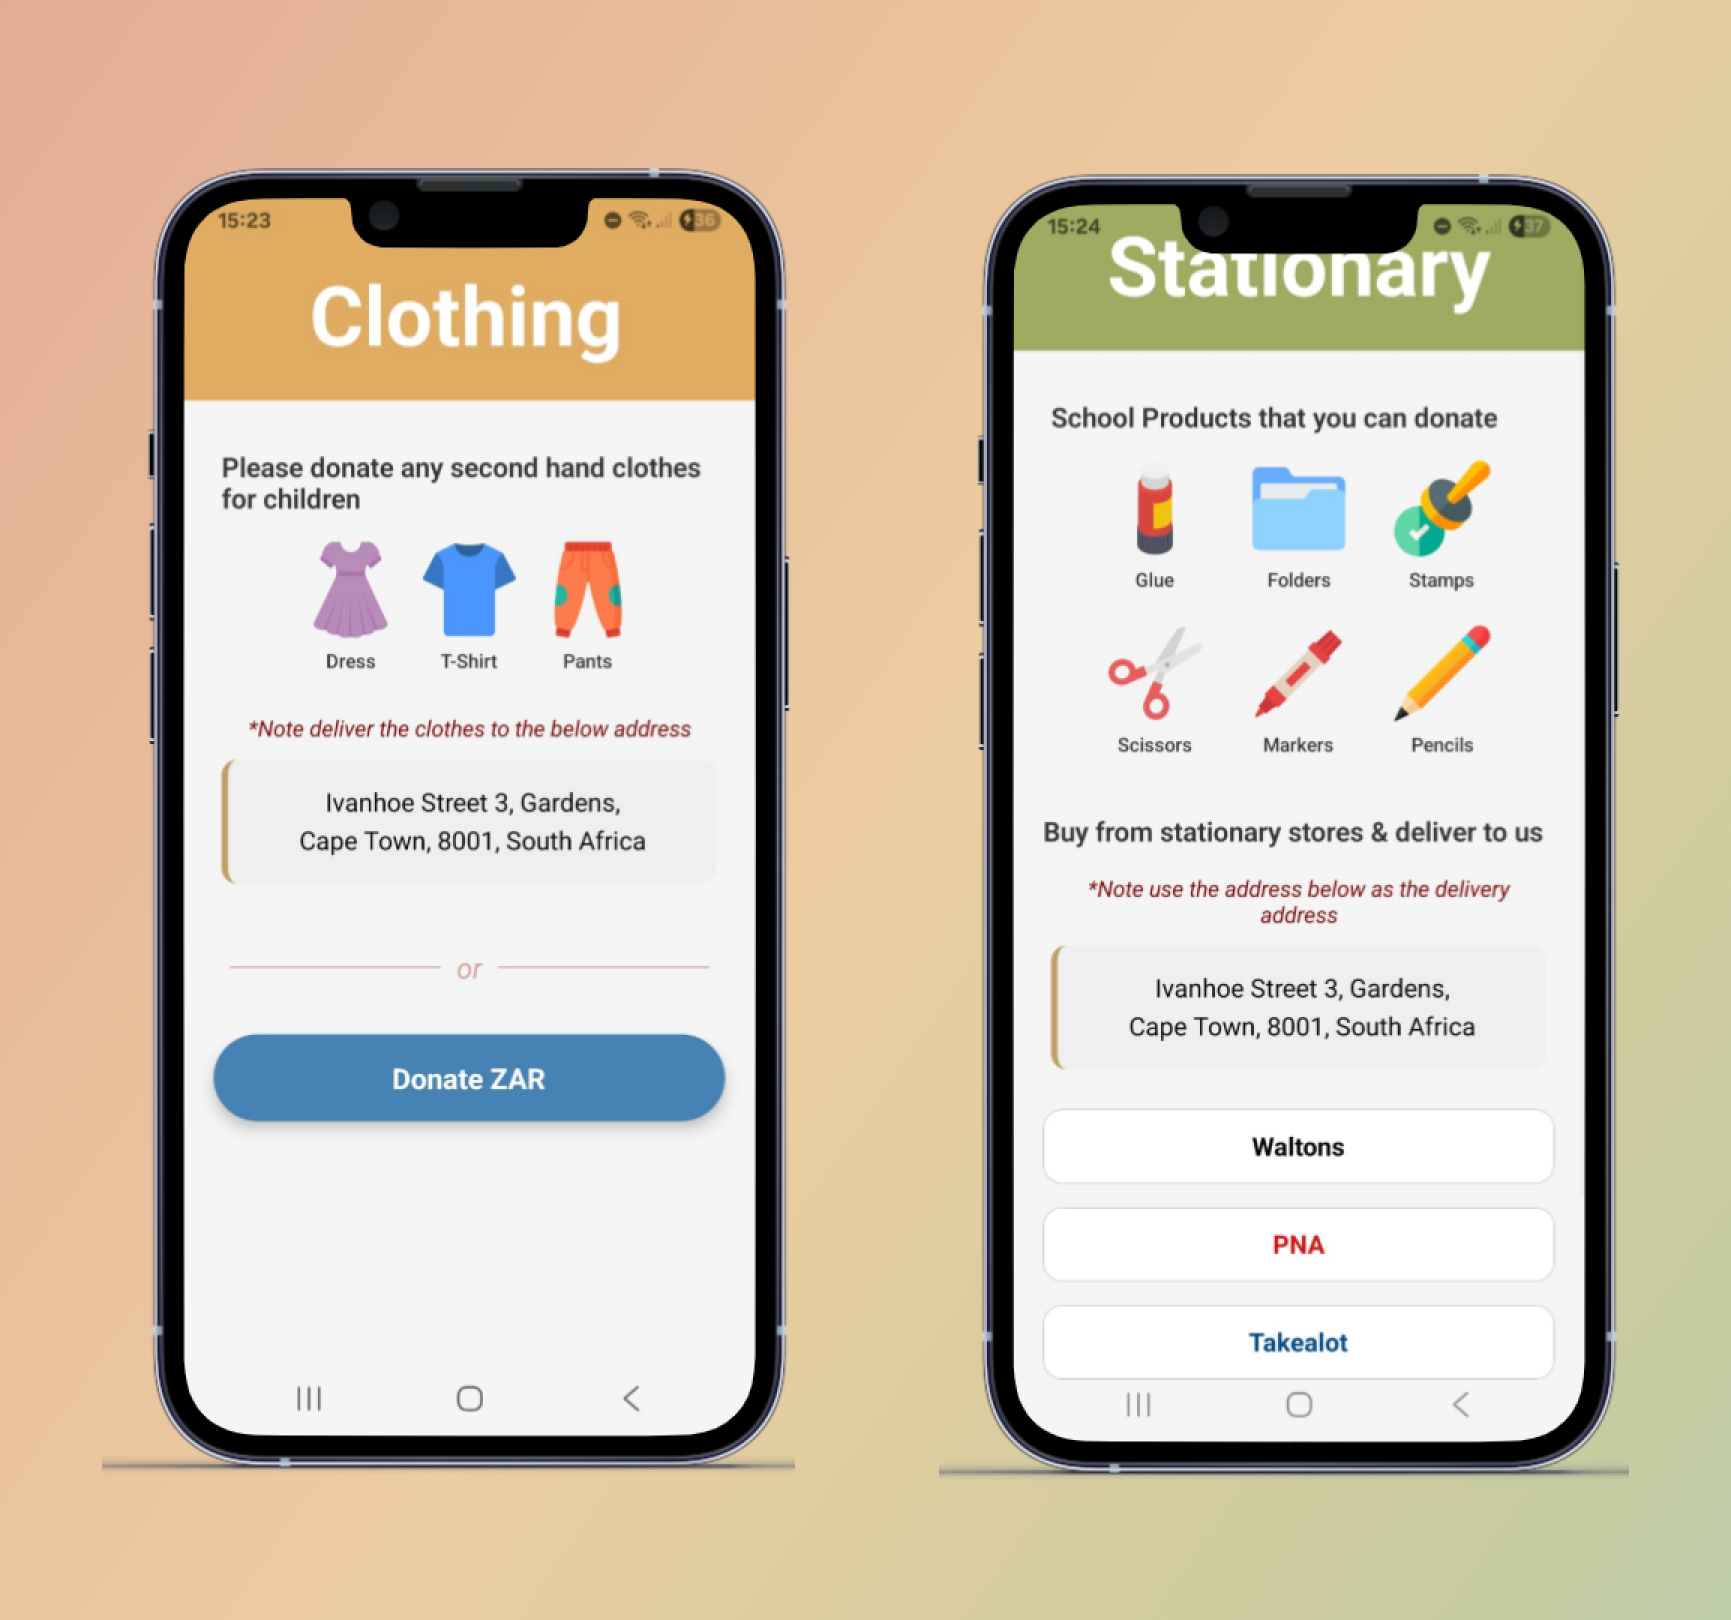 15:23
36
Clothing
Please donate any second hand clothes
for children
Dress T-Shirt Pants
*Note deliver the clothes to the below address
Ivanhoe Street 3, Gardens,
Cape Town, 8001, South Africa
or
Donate ZAR
15:24
37
Stationary
School Products that you can donate
Glue Folders Stamps
Scissors Markers Pencils
Buy from stationary stores & deliver to us
*Note use the address below as the delivery
address
Ivanhoe Street 3, Gardens,
Cape Town, 8001, South Africa
Waltons
PNA
Takealot